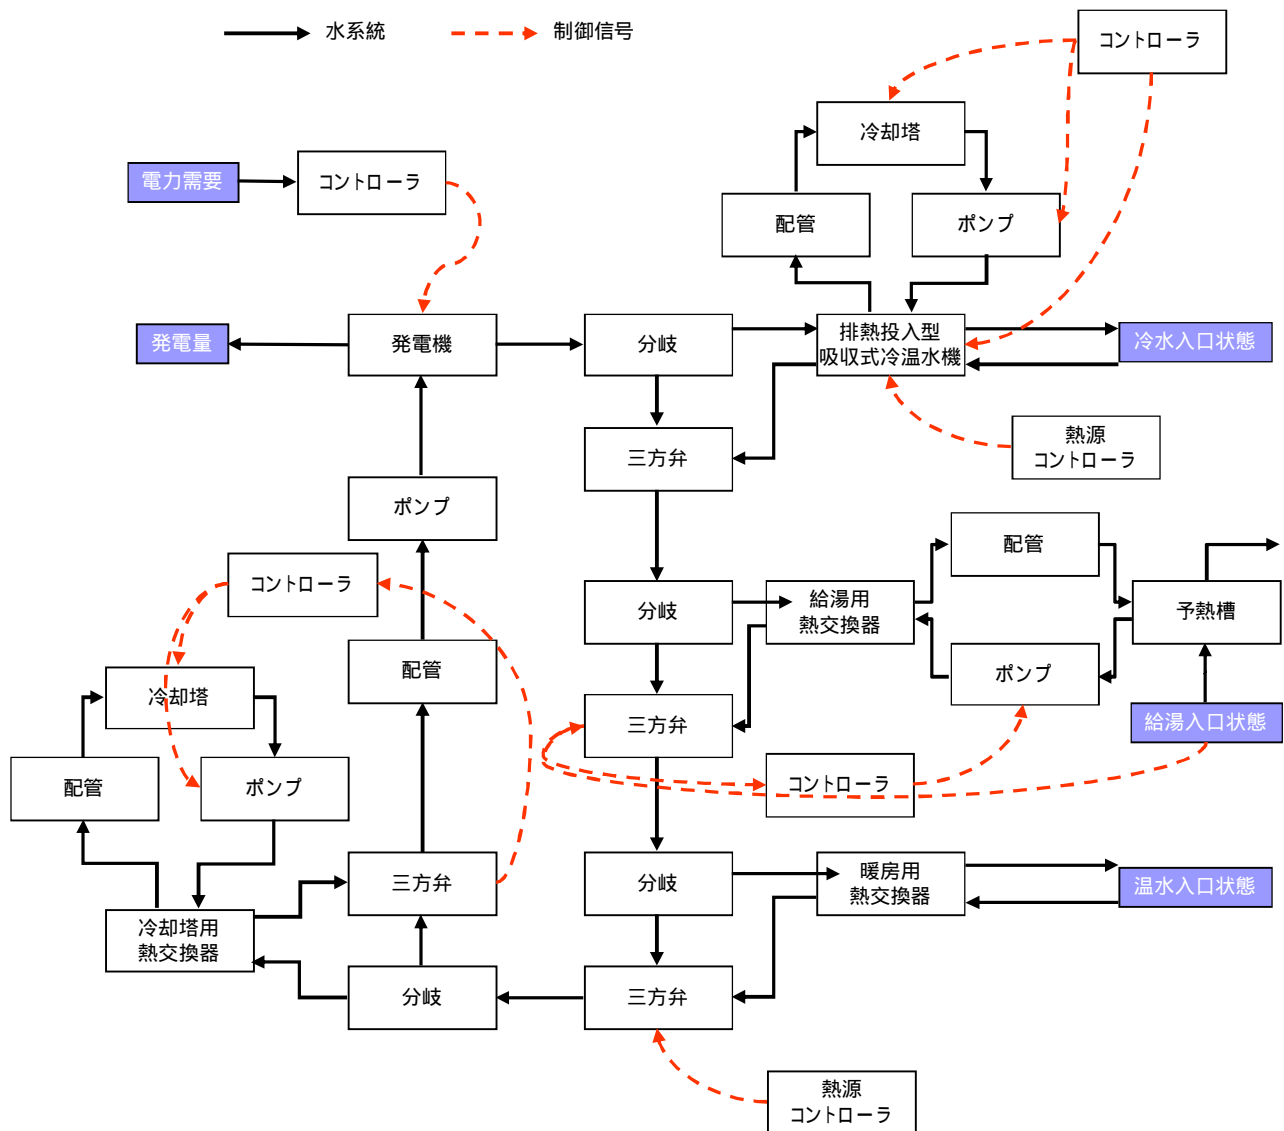 水系統
制御信号
コントローラ
冷却塔
電力需要
コントローラ
配管
ポンプ
発電量
発電機
分岐
排熱投入型
吸収式冷温水機
冷水入口状態
三方弁
熱源
コントローラ
ポンプ
配管
コントローラ
分岐
給湯用
熱交換器
予熱槽
配管
ポンプ
冷却塔
三方弁
給湯入口状態
配管
ポンプ
コントローラ
三方弁
分岐
暖房用
熱交換器
温水入口状態
冷却塔用
熱交換器
分岐
三方弁
熱源
コントローラ